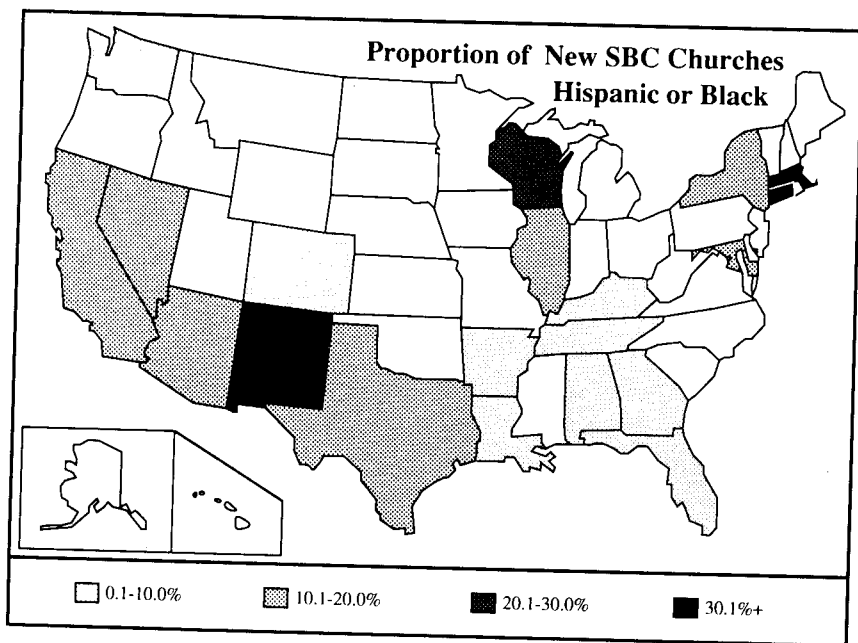 Proportion of New SBC Churches
Hispanic or Black
0.1-10.0%
10.1-20.0%
20.1-30.0%
30.1%+